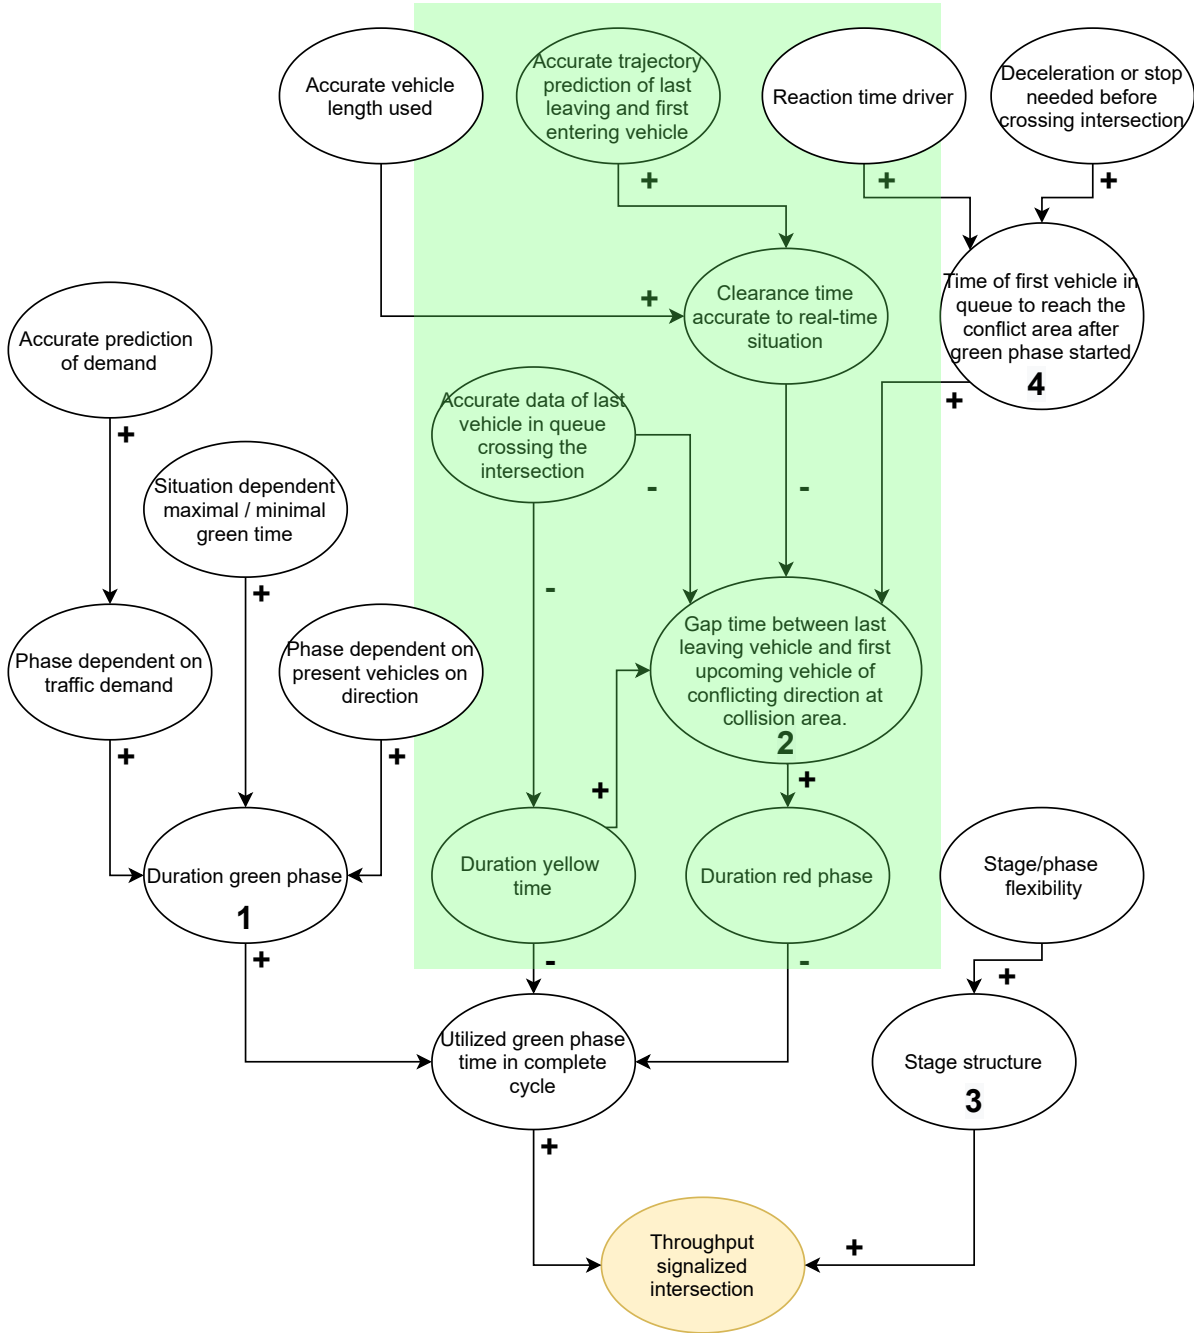 Accurate vehicle
length used
Accurate trajectory
prediction of last
leaving and first
entering vehicle
Reaction time driver
Deceleration or stop
needed before
crossing intersection
+
+
+
+
Clearance time
accurate to real-time
situation
+
Time of first vehicle in
queue to reach the
conflict area after
green phase started
4
+
Accurate prediction
of demand
+
Accurate data of last
vehicle in queue
crossing the
intersection
-
-
-
Situation dependent
maximal / minimal
green time
+
Phase dependent on
traffic demand
+
Phase dependent on
present vehicles on
direction
+
Gap time between last
leaving vehicle and first
upcoming vehicle of
conflicting direction at
collision area.
2
+
+
Duration green phase
1
+
Duration yellow
time
-
Duration red phase
-
Stage/phase
flexibility
+
Utilized green phase
time in complete
cycle
+
Stage structure
3
+
Throughput
signalized
intersection